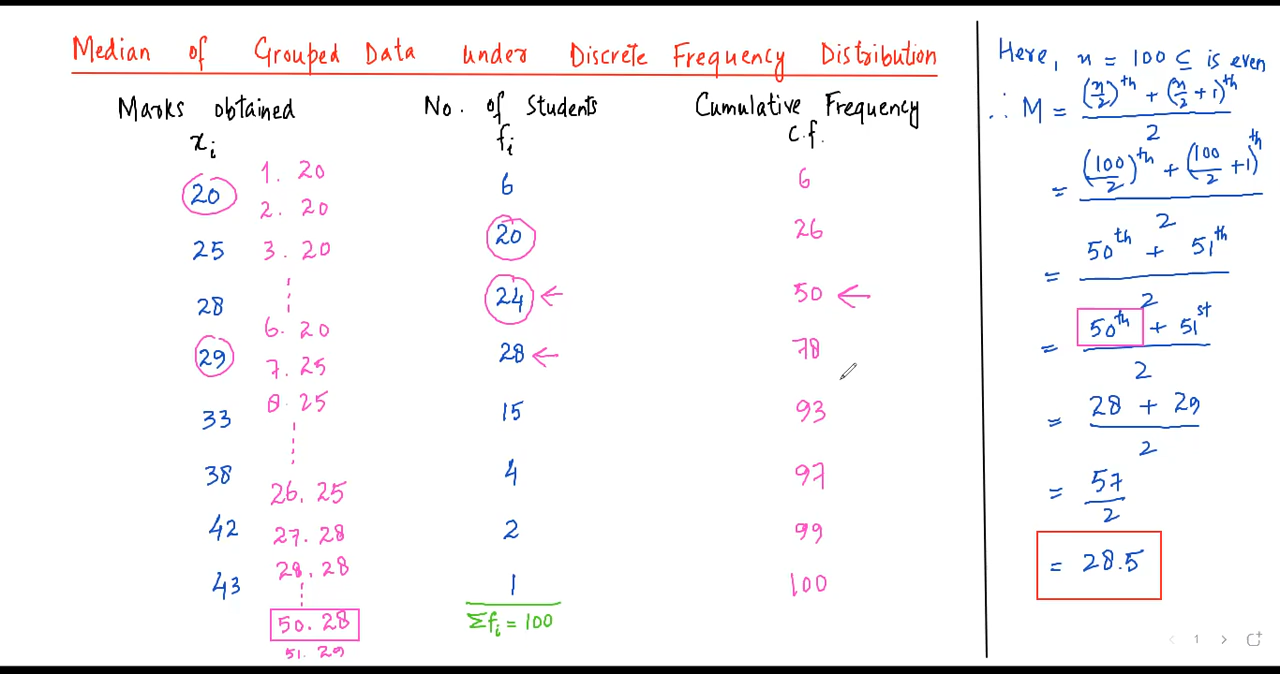 Median of Grouped Data under Discrete Frequency Distribution
Marks obtained No. of Students Cumulative Frequency
xᵢ fᵢ c.f.
20 1. 20 6 6
2. 20
25 3. 20 20 26
28 24 ← 50 ←
6. 20
29 7. 25 28 ← 78
33 8. 25 15 93
38 26. 25 4 97
42 27. 28 2 99
43 28. 28 1 100
50. 28 Σfᵢ = 100
51. 29
Here, n = 100 ⊆ is even
∴ M = ((n/2)ᵗʰ + (n/2 + 1)ᵗʰ)/2
= ((100/2)ᵗʰ + (100/2 + 1)ᵗʰ)/2
= (50ᵗʰ + 51ᵗʰ)/2
= (50ᵗʰ + 51ˢᵗ)/2
= (28 + 29)/2
= 57/2
= 28.5
1